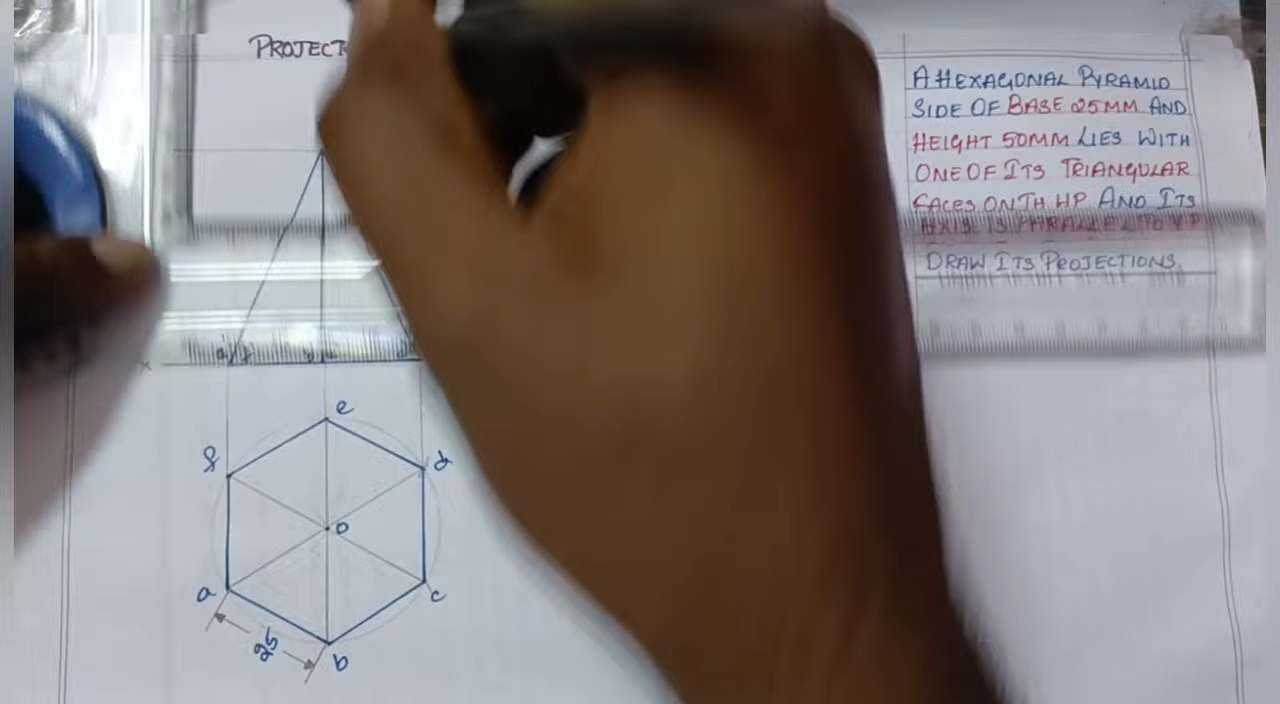 PROJECT
A HEXAGONAL PYRAMID
SIDE OF BASE 25MM AND
HEIGHT 50MM LIES WITH
ONE OF ITS TRIANGULAR
FACES ON TH HP AND ITS
AXIS IS PARALLEL TO VP
DRAW ITS PROJECTIONS.
x
e
f
d
o
a
c
25
b